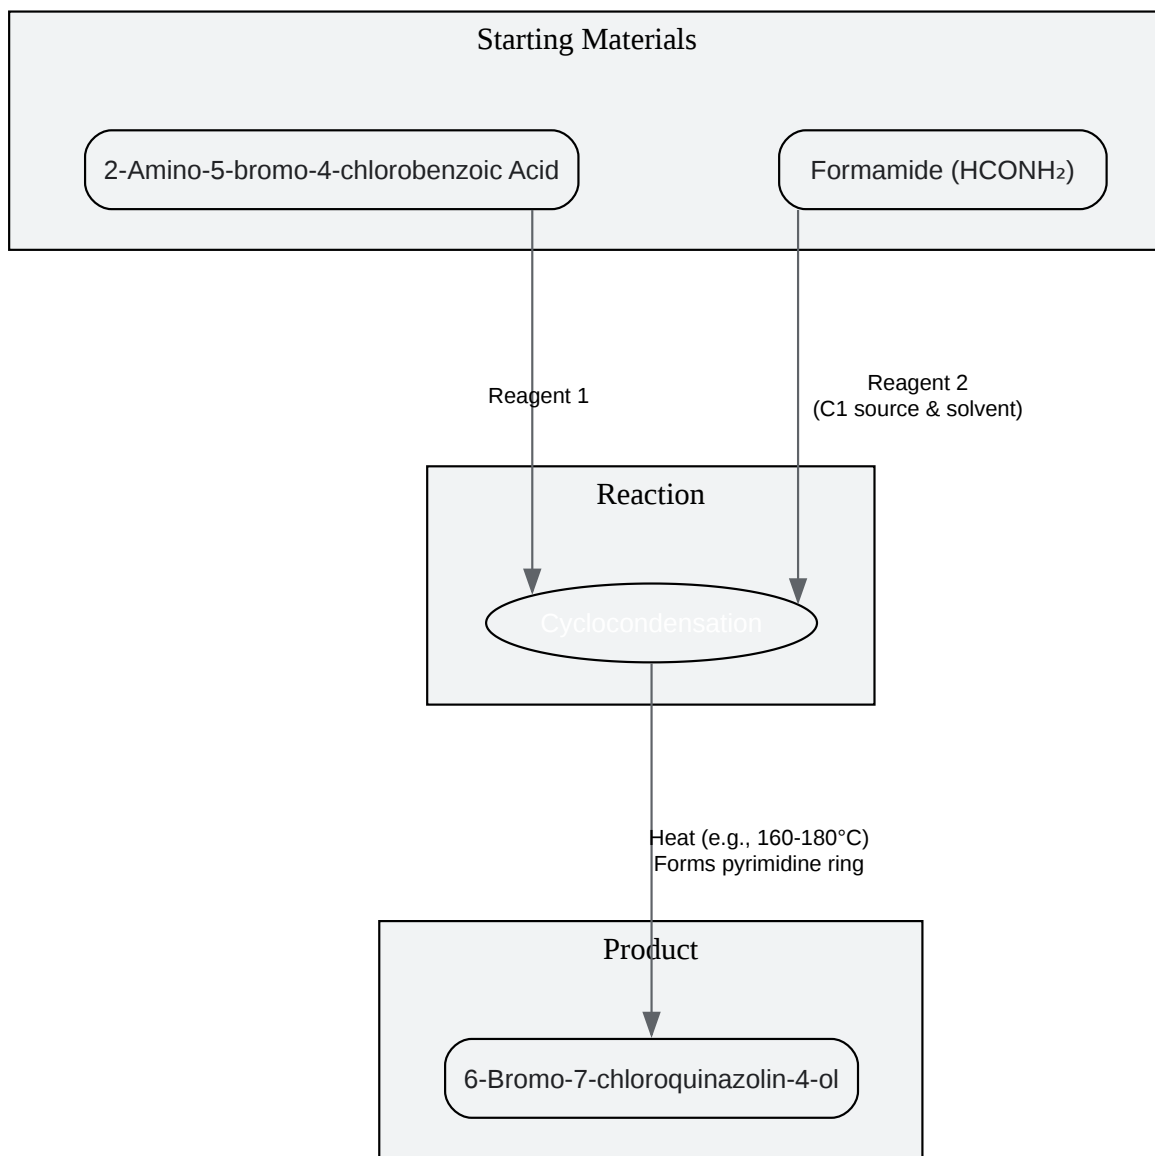 Starting Materials
2-Amino-5-bromo-4-chlorobenzoic Acid
Formamide (HCONH₂)
Reagent 1
Reagent 2
(C1 source & solvent)
Reaction
Cyclocondensation
Heat (e.g., 160-180°C)
Forms pyrimidine ring
Product
6-Bromo-7-chloroquinazolin-4-ol